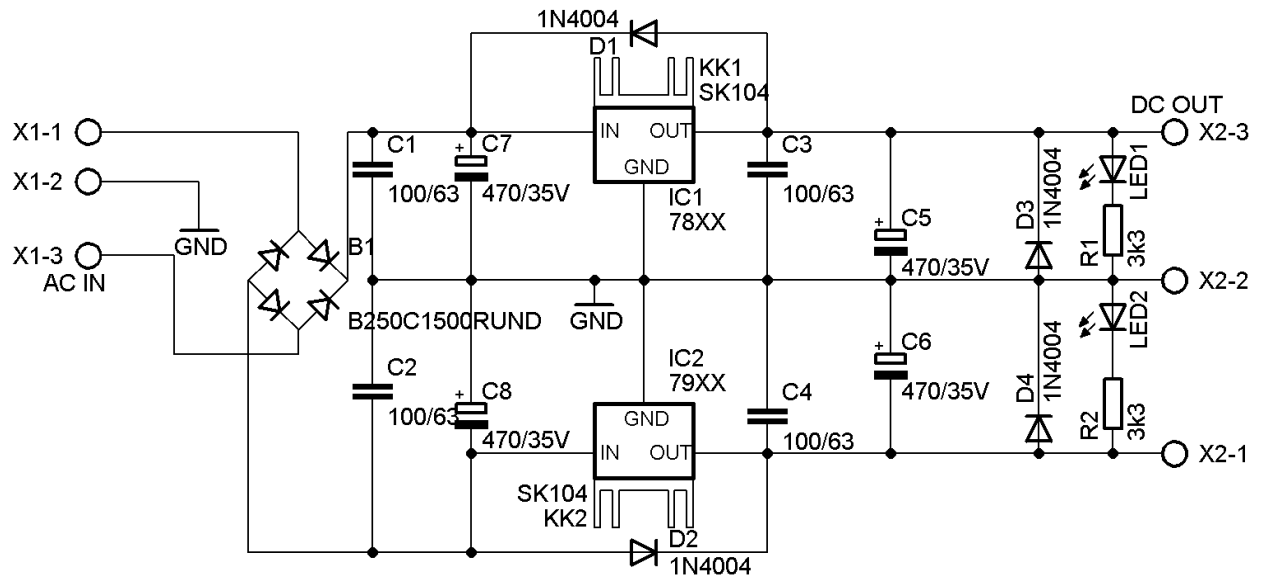 1N4004
D1
KK1
SK104
DC OUT
X1-1
X1-2
X1-3
AC IN
GND
B1
B250C1500RUND
C1
100/63
+
C7
470/35V
IN
OUT
GND
IC1
78XX
C3
100/63
+
C5
470/35V
D3
1N4004
LED1
R1
3k3
X2-3
X2-2
GND
C2
100/63
+
C8
470/35V
IC2
79XX
GND
IN
OUT
SK104
KK2
D2
1N4004
C4
100/63
+
C6
470/35V
D4
1N4004
LED2
R2
3k3
X2-1